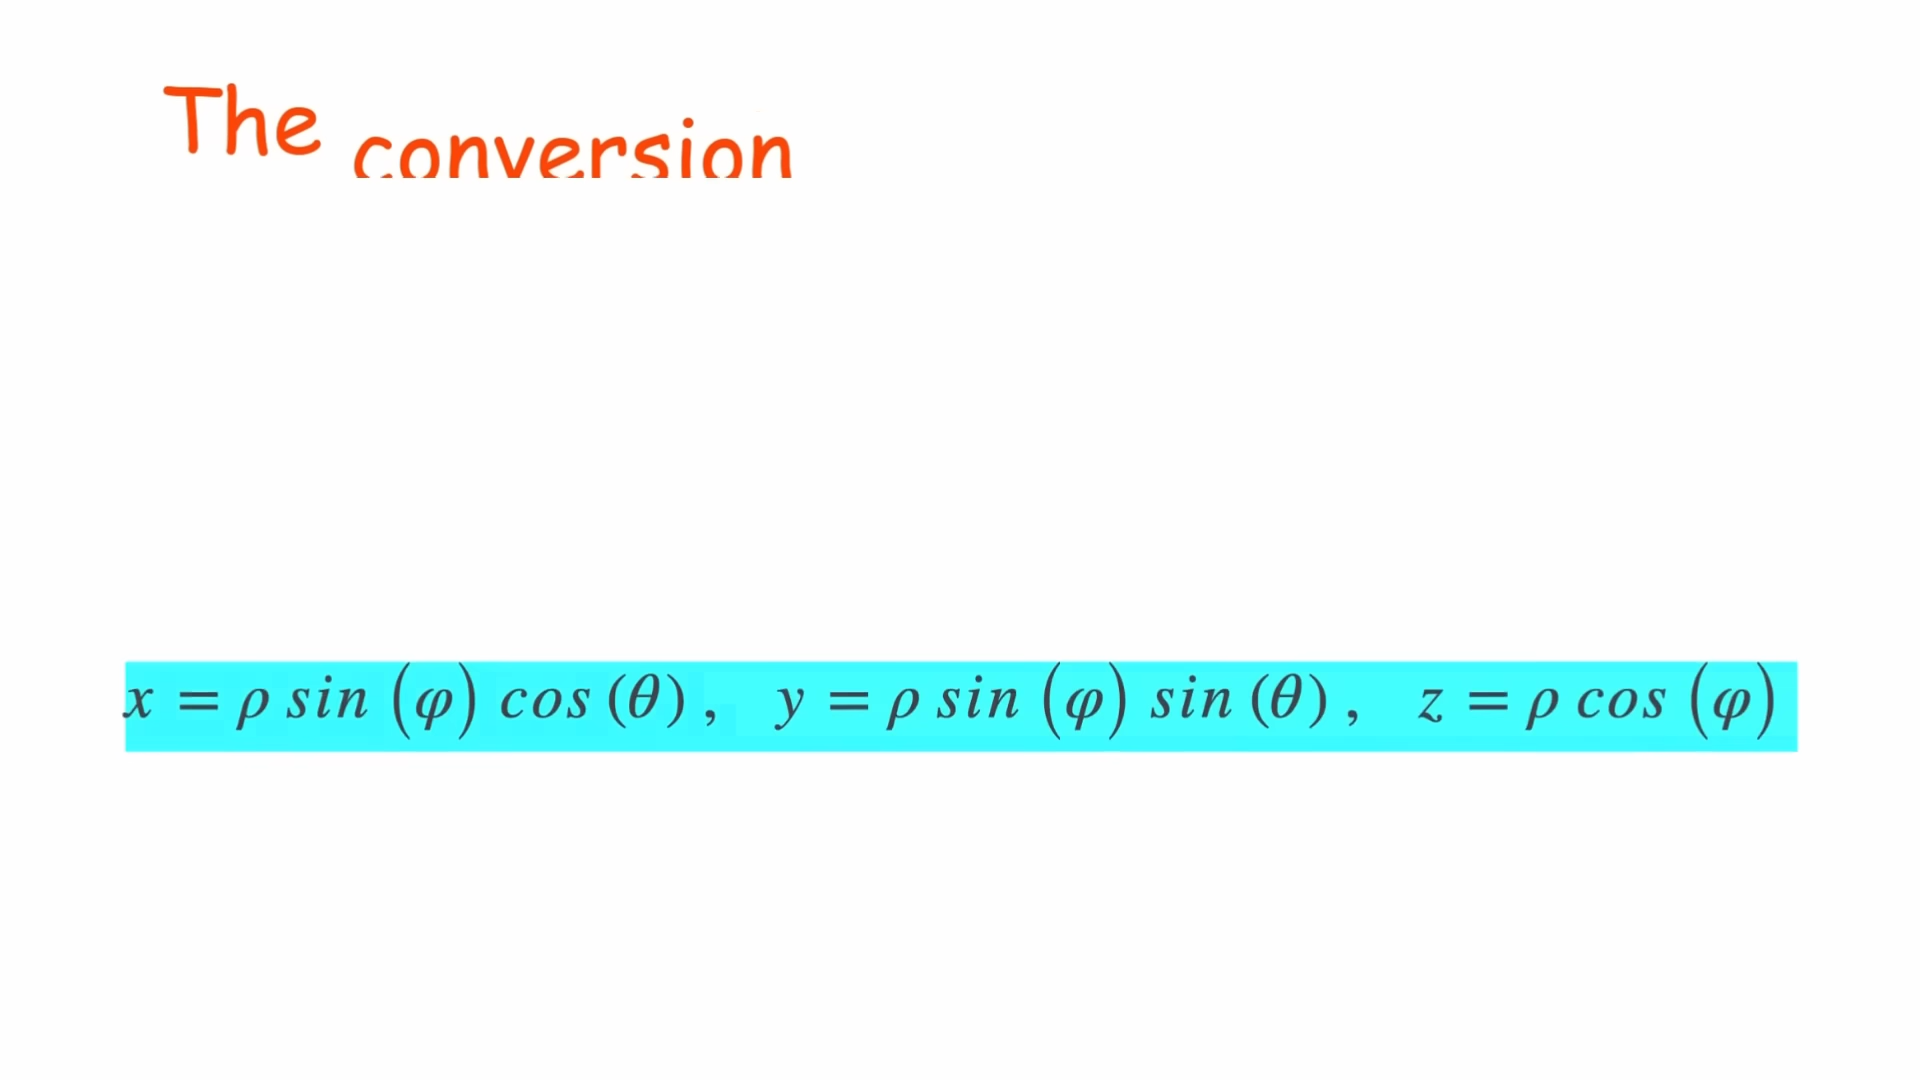 The conversion
x = ρ sin (φ) cos (θ) , y = ρ sin (φ) sin (θ) , z = ρ cos (φ)